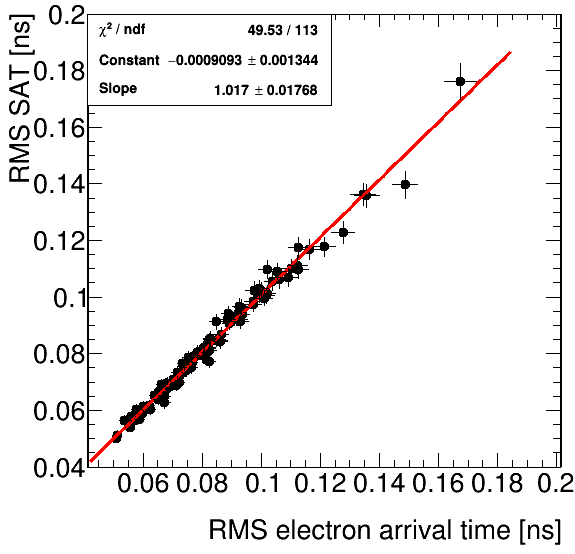 χ² / ndf 49.53 / 113
Constant −0.0009093 ± 0.001344
Slope 1.017 ± 0.01768
RMS SAT [ns]
0.2
0.18
0.16
0.14
0.12
0.1
0.08
0.06
0.04
0.06 0.08 0.1 0.12 0.14 0.16 0.18 0.2
RMS electron arrival time [ns]